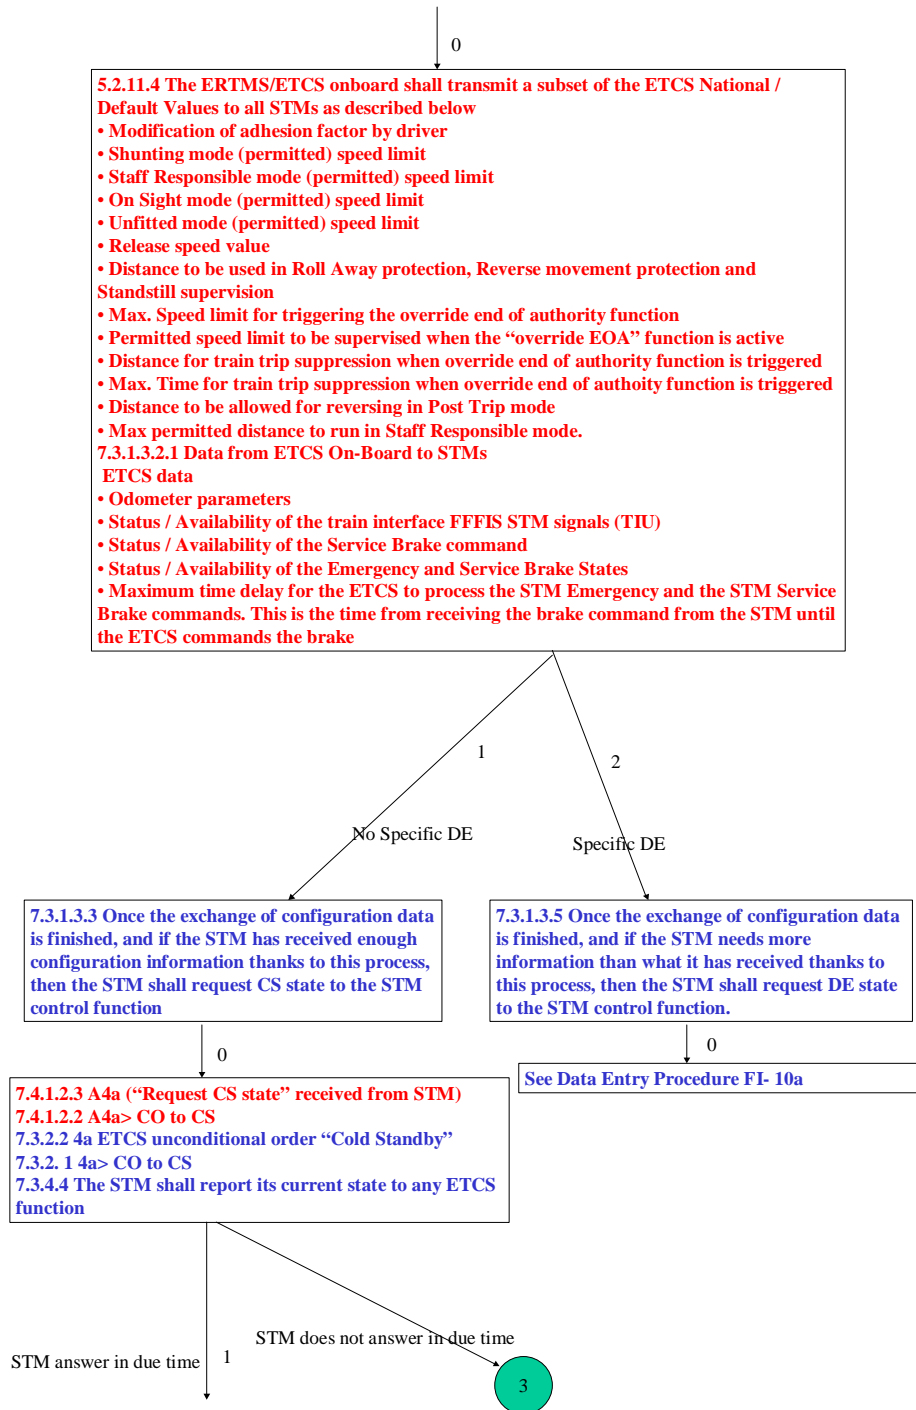 0
5.2.11.4 The ERTMS/ETCS onboard shall transmit a subset of the ETCS National /
Default Values to all STMs as described below
• Modification of adhesion factor by driver
• Shunting mode (permitted) speed limit
• Staff Responsible mode (permitted) speed limit
• On Sight mode (permitted) speed limit
• Unfitted mode (permitted) speed limit
• Release speed value
• Distance to be used in Roll Away protection, Reverse movement protection and
Standstill supervision
• Max. Speed limit for triggering the override end of authority function
• Permitted speed limit to be supervised when the “override EOA” function is active
• Distance for train trip suppression when override end of authority function is triggered
• Max. Time for train trip suppression when override end of authoity function is triggered
• Distance to be allowed for reversing in Post Trip mode
• Max permitted distance to run in Staff Responsible mode.
7.3.1.3.2.1 Data from ETCS On-Board to STMs
ETCS data
• Odometer parameters
• Status / Availability of the train interface FFFIS STM signals (TIU)
• Status / Availability of the Service Brake command
• Status / Availability of the Emergency and Service Brake States
• Maximum time delay for the ETCS to process the STM Emergency and the STM Service
Brake commands. This is the time from receiving the brake command from the STM until
the ETCS commands the brake
1
2
No Specific DE
Specific DE
7.3.1.3.3 Once the exchange of configuration data
is finished, and if the STM has received enough
configuration information thanks to this process,
then the STM shall request CS state to the STM
control function
7.3.1.3.5 Once the exchange of configuration data
is finished, and if the STM needs more
information than what it has received thanks to
this process, then the STM shall request DE state
to the STM control function.
0
0
See Data Entry Procedure FI- 10a
7.4.1.2.3 A4a (“Request CS state” received from STM)
7.4.1.2.2 A4a> CO to CS
7.3.2.2 4a ETCS unconditional order “Cold Standby”
7.3.2. 1 4a> CO to CS
7.3.4.4 The STM shall report its current state to any ETCS
function
STM does not answer in due time
STM answer in due time
1
3